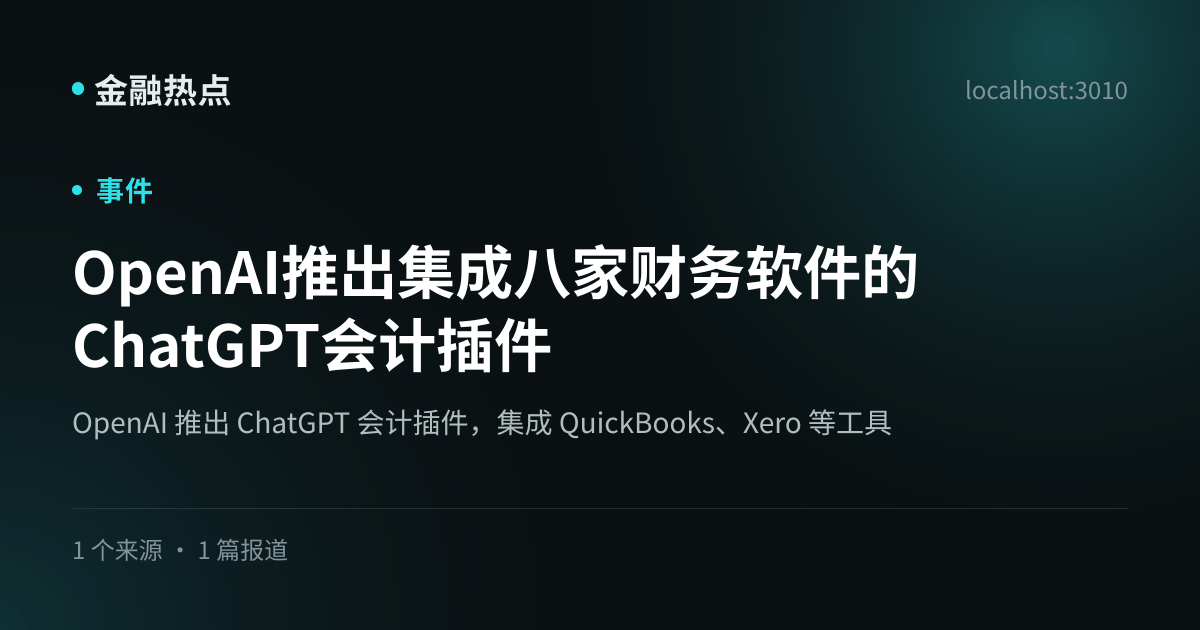 金融热点
localhost:3010
事件
OpenAI推出集成八家财务软件的
ChatGPT会计插件
OpenAI 推出 ChatGPT 会计插件，集成 QuickBooks、Xero 等工具
1 个来源 · 1 篇报道